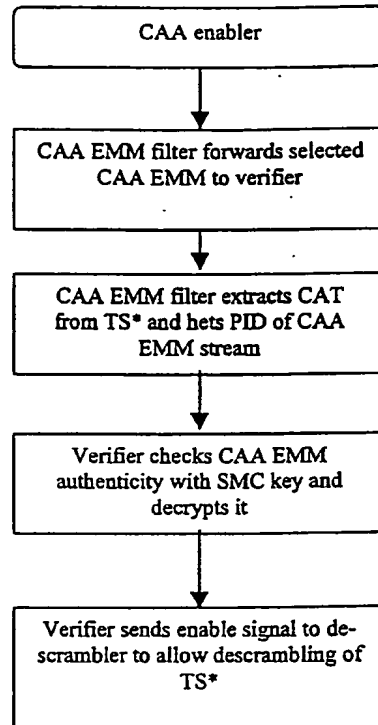 CAA enabler
CAA EMM filter forwards selected
CAA EMM to verifier
CAA EMM filter extracts CAT
from TS* and hets PID of CAA
EMM stream
Verifier checks CAA EMM
authenticity with SMC key and
decrypts it
Verifier sends enable signal to de-
scrambler to allow descrambling of
TS*